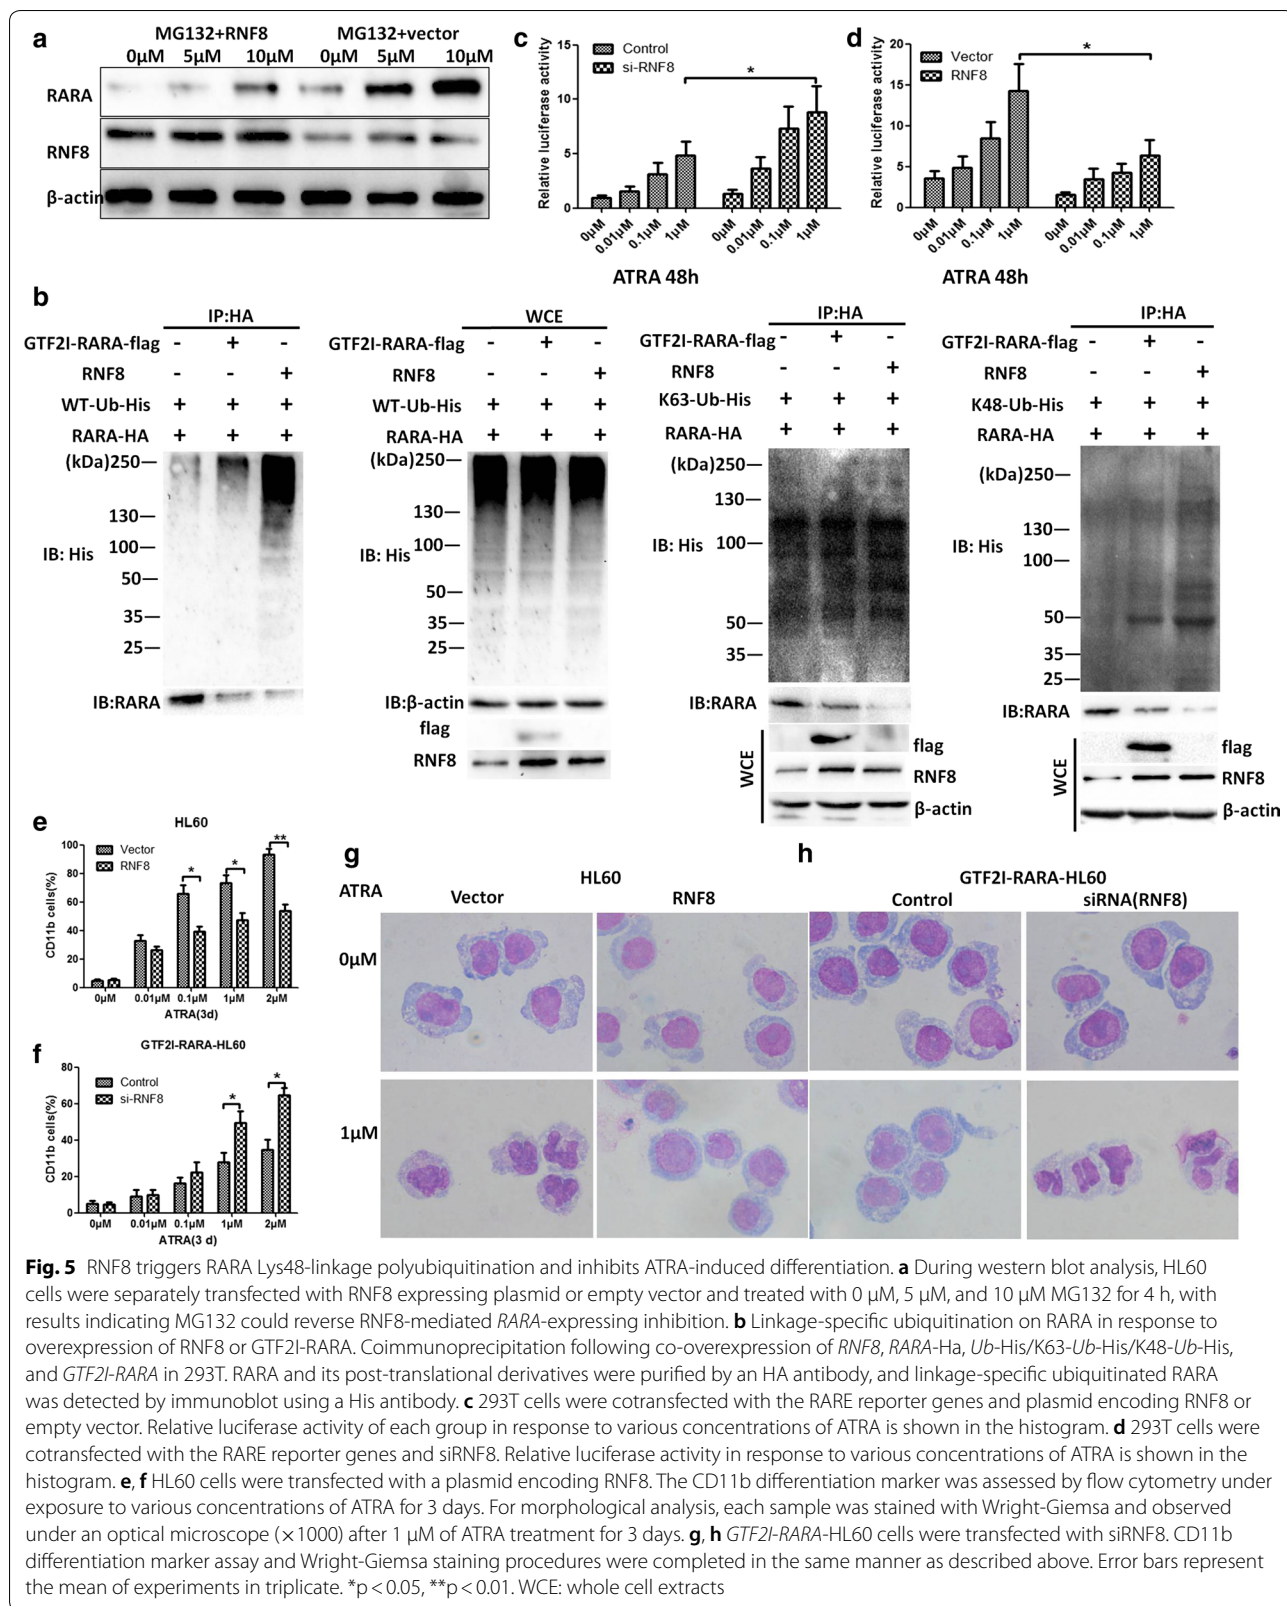 a
MG132+RNF8 MG132+vector
0μM 5μM 10μM 0μM 5μM 10μM
RARA
RNF8
β-actin
c
Relative luciferase activity
15
10
5
0
Control
si-RNF8
*
0μM 0.01μM 0.1μM 1μM 0μM 0.01μM 0.1μM 1μM
ATRA 48h
d
Relative luciferase activity
20
15
10
5
0
Vector
RNF8
*
0μM 0.01μM 0.1μM 1μM 0μM 0.01μM 0.1μM 1μM
ATRA 48h
b
IP:HA
GTF2I-RARA-flag - + -
RNF8 - - +
WT-Ub-His + + +
RARA-HA + + +
(kDa)250—
130—
100—
IB: His
50—
35—
25—
IB:RARA
WCE
GTF2I-RARA-flag - + -
RNF8 - - +
WT-Ub-His + + +
RARA-HA + + +
(kDa)250—
130—
IB: His 100—
50—
35—
25—
IB:β-actin
flag
RNF8
IP:HA
GTF2I-RARA-flag - + -
RNF8 - - +
K63-Ub-His + + +
RARA-HA + + +
(kDa)250—
130—
IB: His 100—
50—
35—
IB:RARA
WCE
flag
RNF8
β-actin
IP:HA
GTF2I-RARA-flag - + -
RNF8 - - +
K48-Ub-His + + +
RARA-HA + + +
(kDa)250—
130—
IB: His 100—
50—
35—
25—
IB:RARA
WCE
flag
RNF8
β-actin
e
HL60
CD11b cells(%)
100
80
60
40
20
0
Vector
RNF8
* * **
0μM 0.01μM 0.1μM 1μM 2μM
ATRA(3d)
f
GTF2I-RARA-HL60
CD11b cells(%)
80
60
40
20
0
Control
si-RNF8
* *
0μM 0.01μM 0.1μM 1μM 2μM
ATRA(3 d)
g
HL60
ATRA Vector RNF8
0μM
1μM
h
GTF2I-RARA-HL60
Control siRNA(RNF8)
Fig. 5 RNF8 triggers RARA Lys48-linkage polyubiquitination and inhibits ATRA-induced differentiation. a During western blot analysis, HL60
cells were separately transfected with RNF8 expressing plasmid or empty vector and treated with 0 μM, 5 μM, and 10 μM MG132 for 4 h, with
results indicating MG132 could reverse RNF8-mediated RARA-expressing inhibition. b Linkage-specific ubiquitination on RARA in response to
overexpression of RNF8 or GTF2I-RARA. Coimmunoprecipitation following co-overexpression of RNF8, RARA-Ha, Ub-His/K63-Ub-His/K48-Ub-His,
and GTF2I-RARA in 293T. RARA and its post-translational derivatives were purified by an HA antibody, and linkage-specific ubiquitinated RARA
was detected by immunoblot using a His antibody. c 293T cells were cotransfected with the RARE reporter genes and plasmid encoding RNF8 or
empty vector. Relative luciferase activity of each group in response to various concentrations of ATRA is shown in the histogram. d 293T cells were
cotransfected with the RARE reporter genes and siRNF8. Relative luciferase activity in response to various concentrations of ATRA is shown in the
histogram. e, f HL60 cells were transfected with a plasmid encoding RNF8. The CD11b differentiation marker was assessed by flow cytometry under
exposure to various concentrations of ATRA for 3 days. For morphological analysis, each sample was stained with Wright-Giemsa and observed
under an optical microscope (×1000) after 1 μM of ATRA treatment for 3 days. g, h GTF2I-RARA-HL60 cells were transfected with siRNF8. CD11b
differentiation marker assay and Wright-Giemsa staining procedures were completed in the same manner as described above. Error bars represent
the mean of experiments in triplicate. *p < 0.05, **p < 0.01. WCE: whole cell extracts